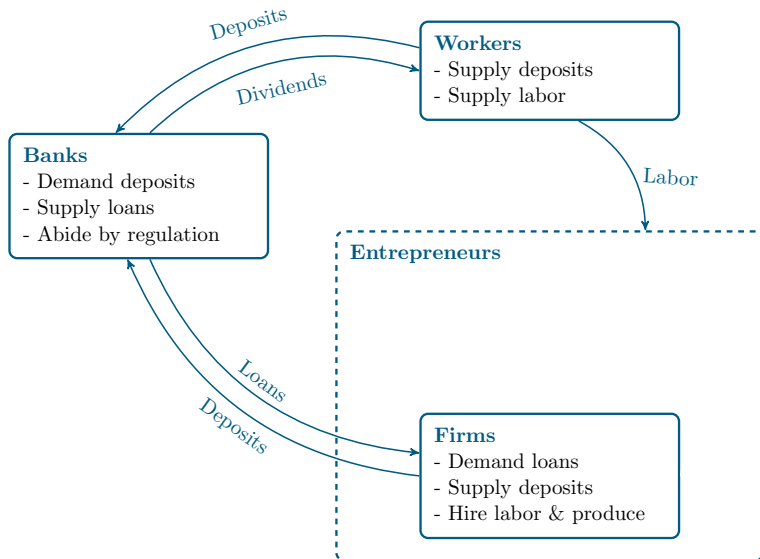 Deposits
Dividends
Workers
- Supply deposits
- Supply labor
Banks
- Demand deposits
- Supply loans
- Abide by regulation
Labor
Entrepreneurs
Loans
Deposits
Firms
- Demand loans
- Supply deposits
- Hire labor & produce